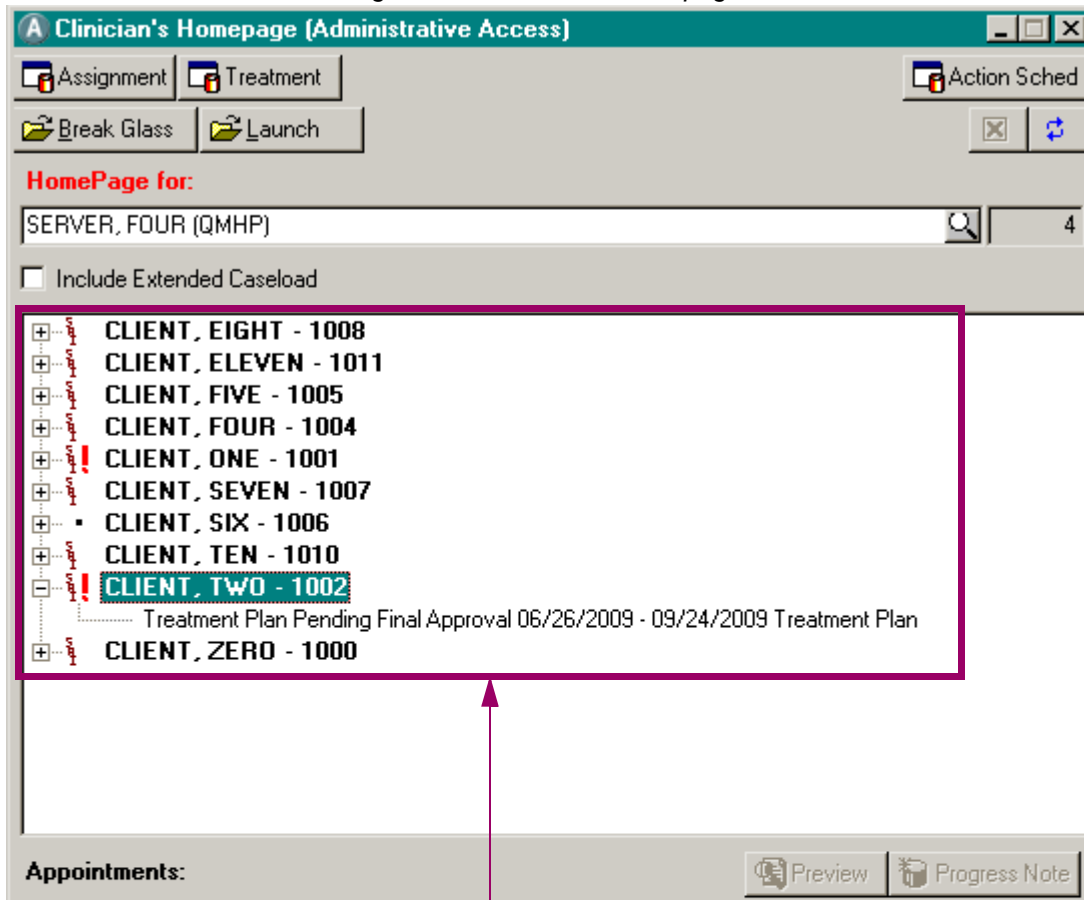 Clinician's Homepage (Administrative Access)
Assignment Treatment Action Sched
Break Glass Launch
HomePage for:
SERVER, FOUR (QMHP) 4
Include Extended Caseload
CLIENT, EIGHT - 1008
CLIENT, ELEVEN - 1011
CLIENT, FIVE - 1005
CLIENT, FOUR - 1004
CLIENT, ONE - 1001
CLIENT, SEVEN - 1007
CLIENT, SIX - 1006
CLIENT, TEN - 1010
CLIENT, TWO - 1002
Treatment Plan Pending Final Approval 06/26/2009 - 09/24/2009 Treatment Plan
CLIENT, ZERO - 1000
Appointments: Preview Progress Note